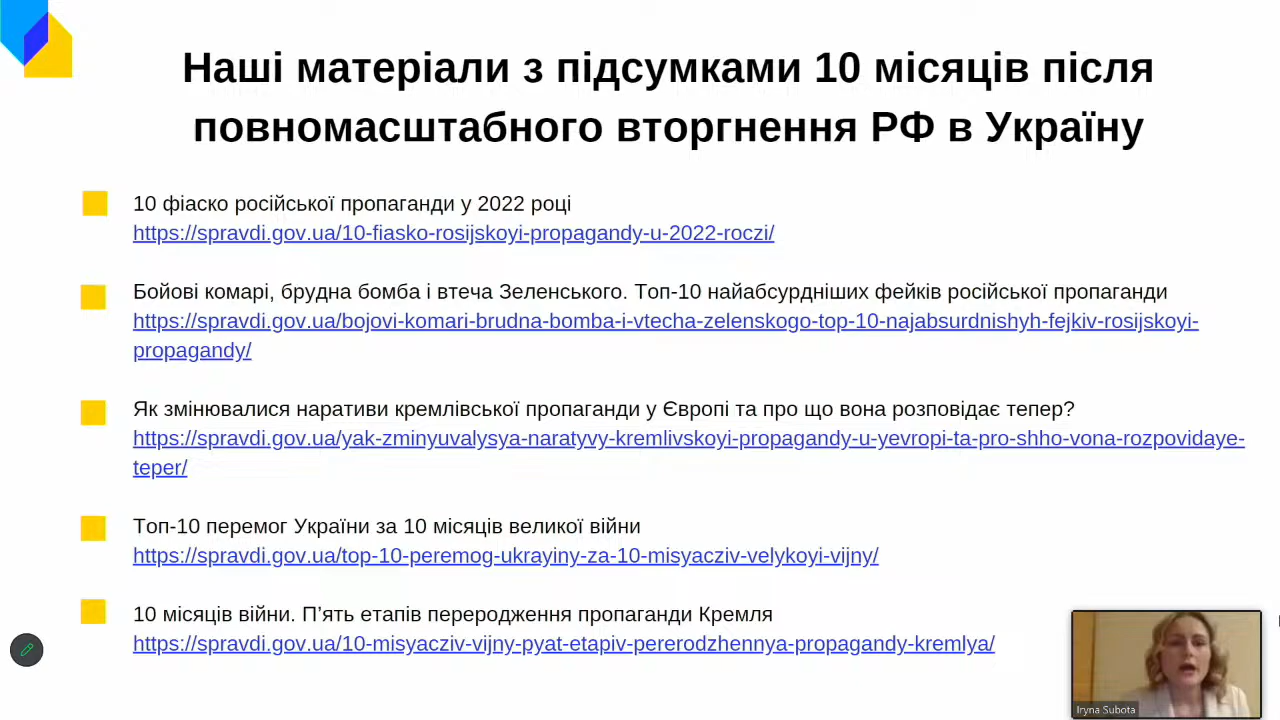 Наші матеріали з підсумками 10 місяців після
повномасштабного вторгнення РФ в Україну
10 фіаско російської пропаганди у 2022 році
https://spravdi.gov.ua/10-fiasko-rosijskoyi-propagandy-u-2022-roczi/
Бойові комарі, брудна бомба і втеча Зеленського. Топ-10 найабсурдніших фейків російської пропаганди
https://spravdi.gov.ua/bojovi-komari-brudna-bomba-i-vtecha-zelenskogo-top-10-najabsurdnishyh-fejkiv-rosijskoyi-
propagandy/
Як змінювалися наративи кремлівської пропаганди у Європі та про що вона розповідає тепер?
https://spravdi.gov.ua/yak-zminyuvalysya-naratyvy-kremlivskoyi-propagandy-u-yevropi-ta-pro-shho-vona-rozpovidaye-
teper/
Топ-10 перемог України за 10 місяців великої війни
https://spravdi.gov.ua/top-10-peremog-ukrayiny-za-10-misyacziv-velykoyi-vijny/
10 місяців війни. П’ять етапів переродження пропаганди Кремля
https://spravdi.gov.ua/10-misyacziv-vijny-pyat-etapiv-pererodzhennya-propagandy-kremlya/
Iryna Subota